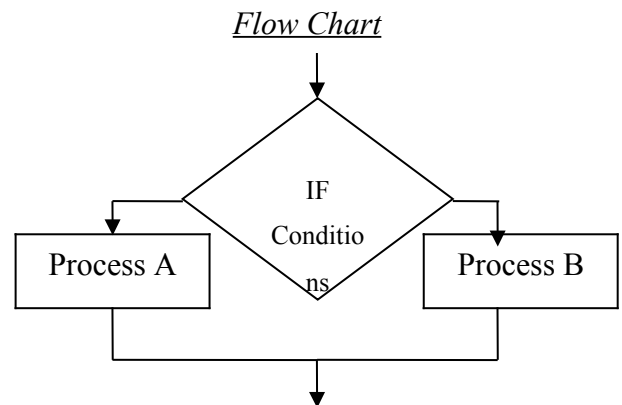 Flow Chart
IF
Conditio
ns
Process A
Process B